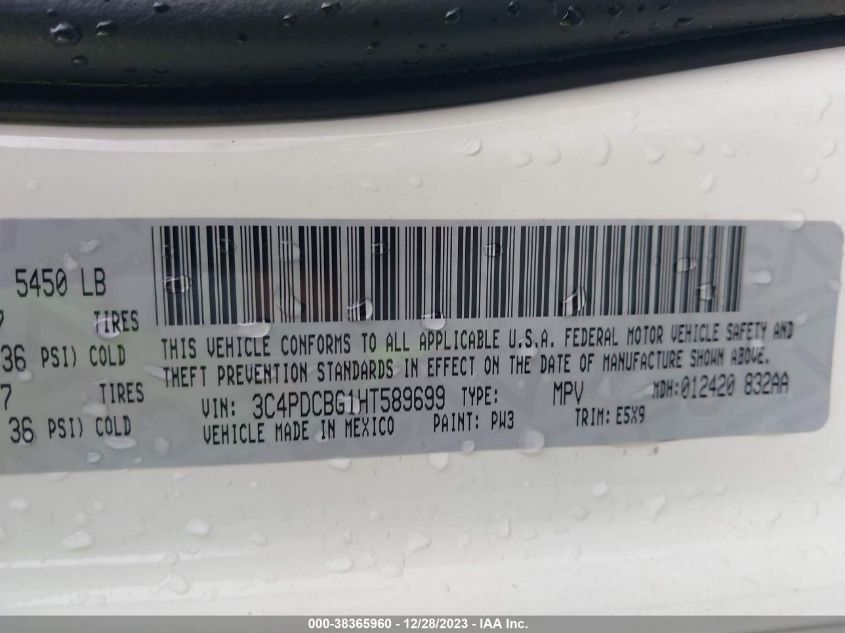 5450 LB
7 TIRES
36 PSI) COLD
7 TIRES
36 PSI) COLD
THIS VEHICLE CONFORMS TO ALL APPLICABLE U.S.A. FEDERAL MOTOR VEHICLE SAFETY AND
THEFT PREVENTION STANDARDS IN EFFECT ON THE DATE OF MANUFACTURE SHOWN ABOVE.
VIN: 3C4PDCBG1HT589699 TYPE: MPV MDH:012420 832AA
VEHICLE MADE IN MEXICO PAINT: PW3 TRIM: E5X9
000-38365960 - 12/28/2023 - IAA Inc.